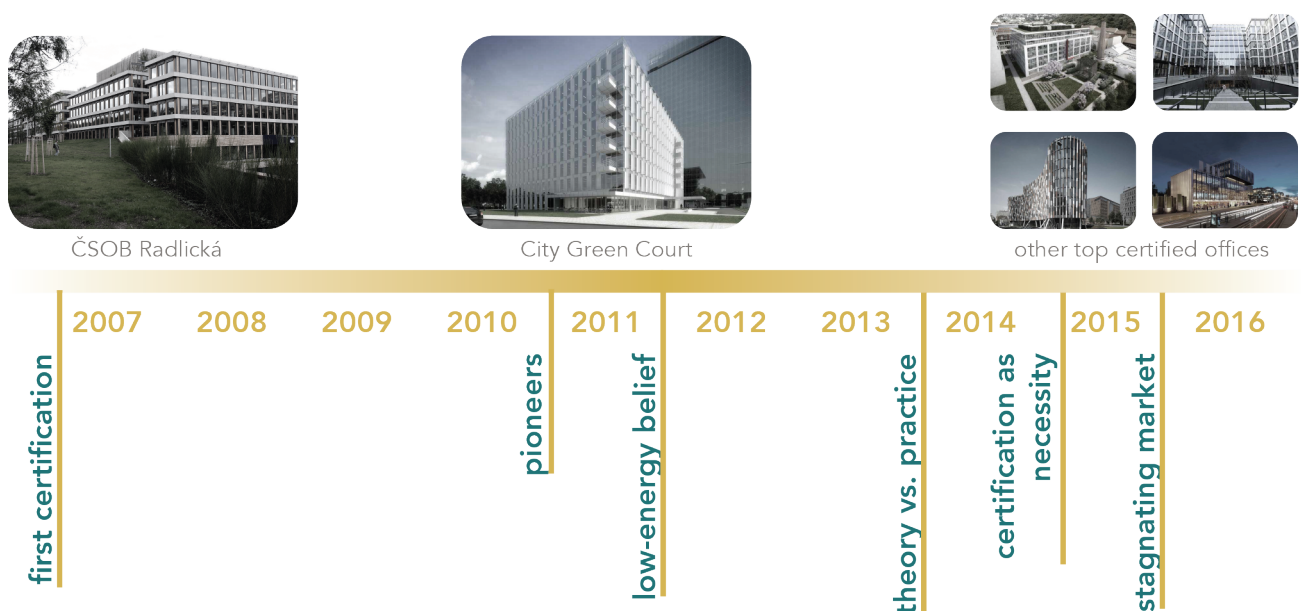 ČSOB Radlická
City Green Court
other top certified offices
2007
2008
2009
2010
2011
2012
2013
2014
2015
2016
first certification
pioneers
low-energy belief
theory vs. practice
certification as
necessity
stagnating market